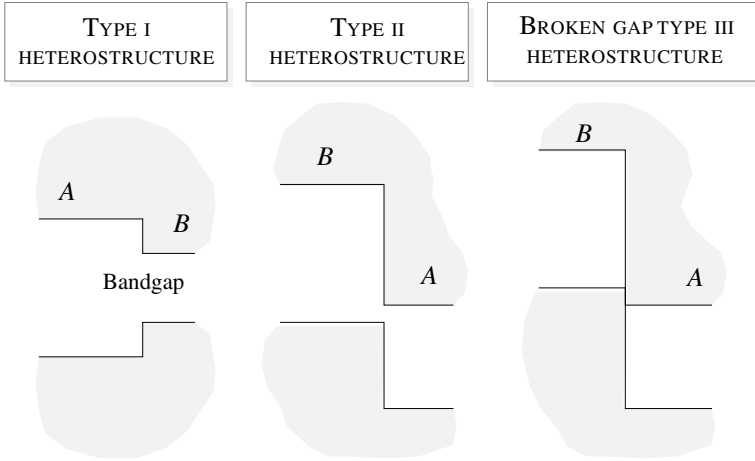 TYPE I
HETEROSTRUCTURE
TYPE II
HETEROSTRUCTURE
BROKEN GAP TYPE III
HETEROSTRUCTURE
A
B
Bandgap
B
A
B
A